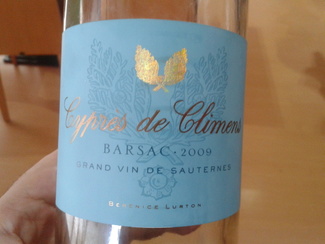 Cyprès de Climens
BARSAC · 2009
GRAND VIN DE SAUTERNES
BÉRÉNICE LURTON